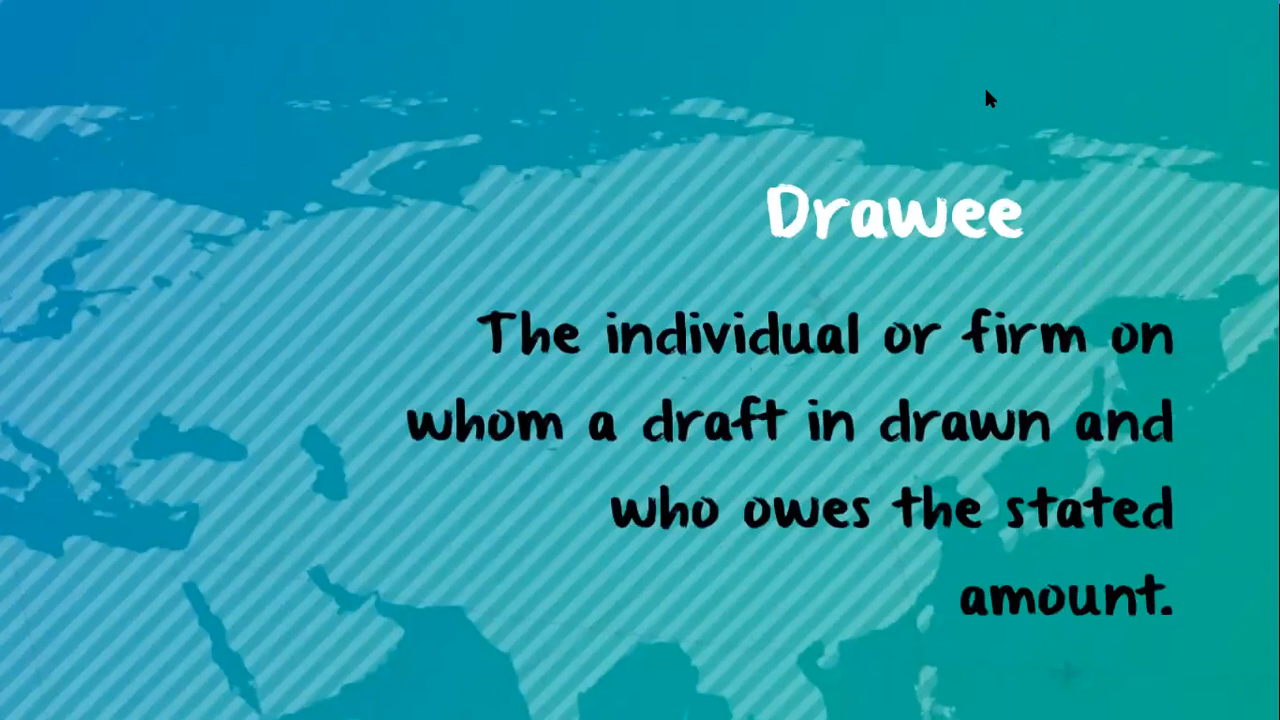 Drawee
The individual or firm on
whom a draft in drawn and
who owes the stated
amount.